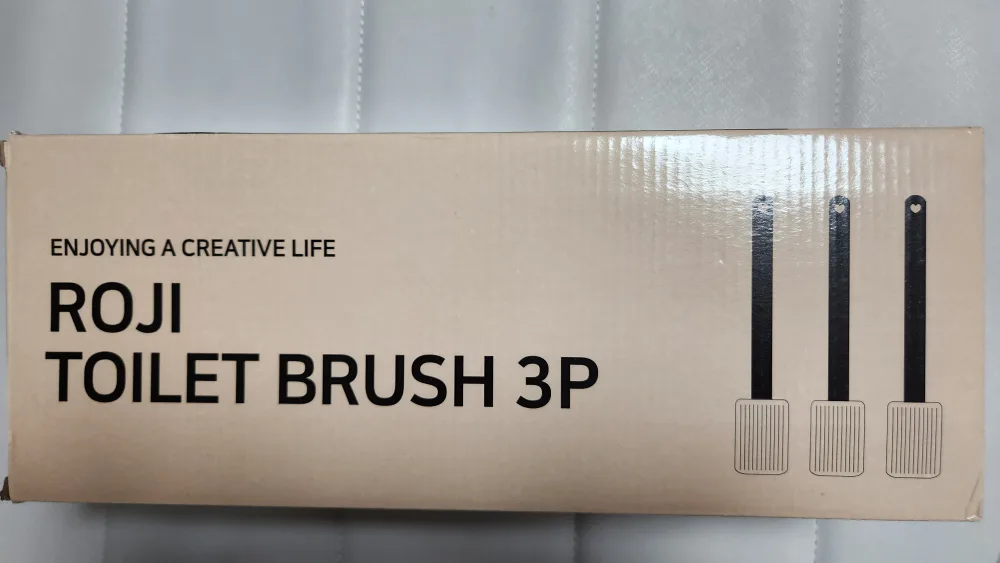 ENJOYING A CREATIVE LIFE
ROJI
TOILET BRUSH 3P